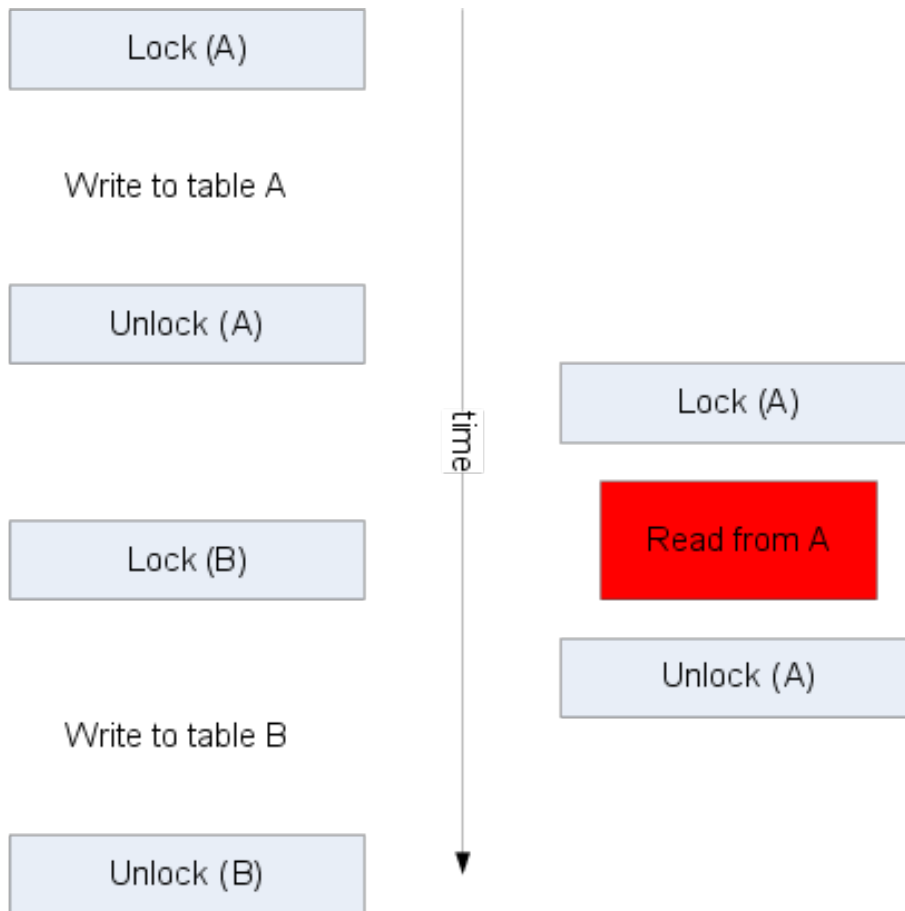 Lock (A)
Write to table A
Unlock (A)
Lock (B)
Write to table B
Unlock (B)
time
Lock (A)
Read from A
Unlock (A)